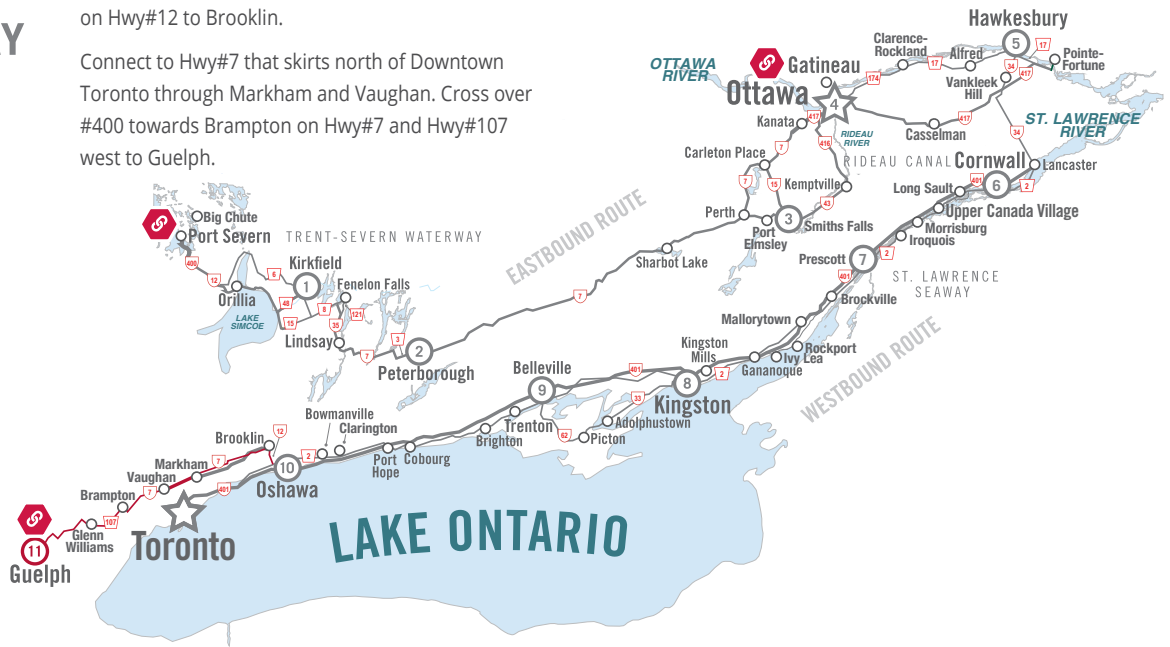 on Hwy#12 to Brooklin.
Y
Connect to Hwy#7 that skirts north of Downtown
Toronto through Markham and Vaughan. Cross over
#400 towards Brampton on Hwy#7 and Hwy#107
west to Guelph.
Hawkesbury
5
17
Clarence-
Rockland
Alfred
Pointe-
Fortune
OTTAWA
RIVER
Gatineau
Ottawa
4
174
17
34
417
Vankleek
Hill
Kanata
417
416
RIDEAU
RIVER
Casselman
417
34
ST. LAWRENCE
RIVER
Carleton Place
7
RIDEAU CANAL
Cornwall
Lancaster
7
15
Kemptville
43
Long Sault
401
6
2
Perth
Port
Elmsley
3
Smiths Falls
Upper Canada Village
Morrisburg
Iroquois
2
Prescott
7
401
ST. LAWRENCE
SEAWAY
Big Chute
Port Severn
TRENT-SEVERN WATERWAY
EASTBOUND ROUTE
Sharbot Lake
7
400
12
6
Kirkfield
1
Orillia
48
8
Fenelon Falls
121
LAKE
SIMCOE
15
35
Lindsay
7
3
2
Peterborough
Brockville
Mallorytown
Rockport
Ivy Lea
Gananoque
WESTBOUND ROUTE
Kingston
Mills
2
Belleville
9
401
8
Kingston
33
Adolphustown
Trenton
62
Picton
Brighton
Bowmanville
Clarington
12
Brooklin
2
Port
Hope
Cobourg
7
10
Oshawa
Markham
Vaughan
401
7
Brampton
107
Glenn
Williams
11
Guelph
Toronto
LAKE ONTARIO